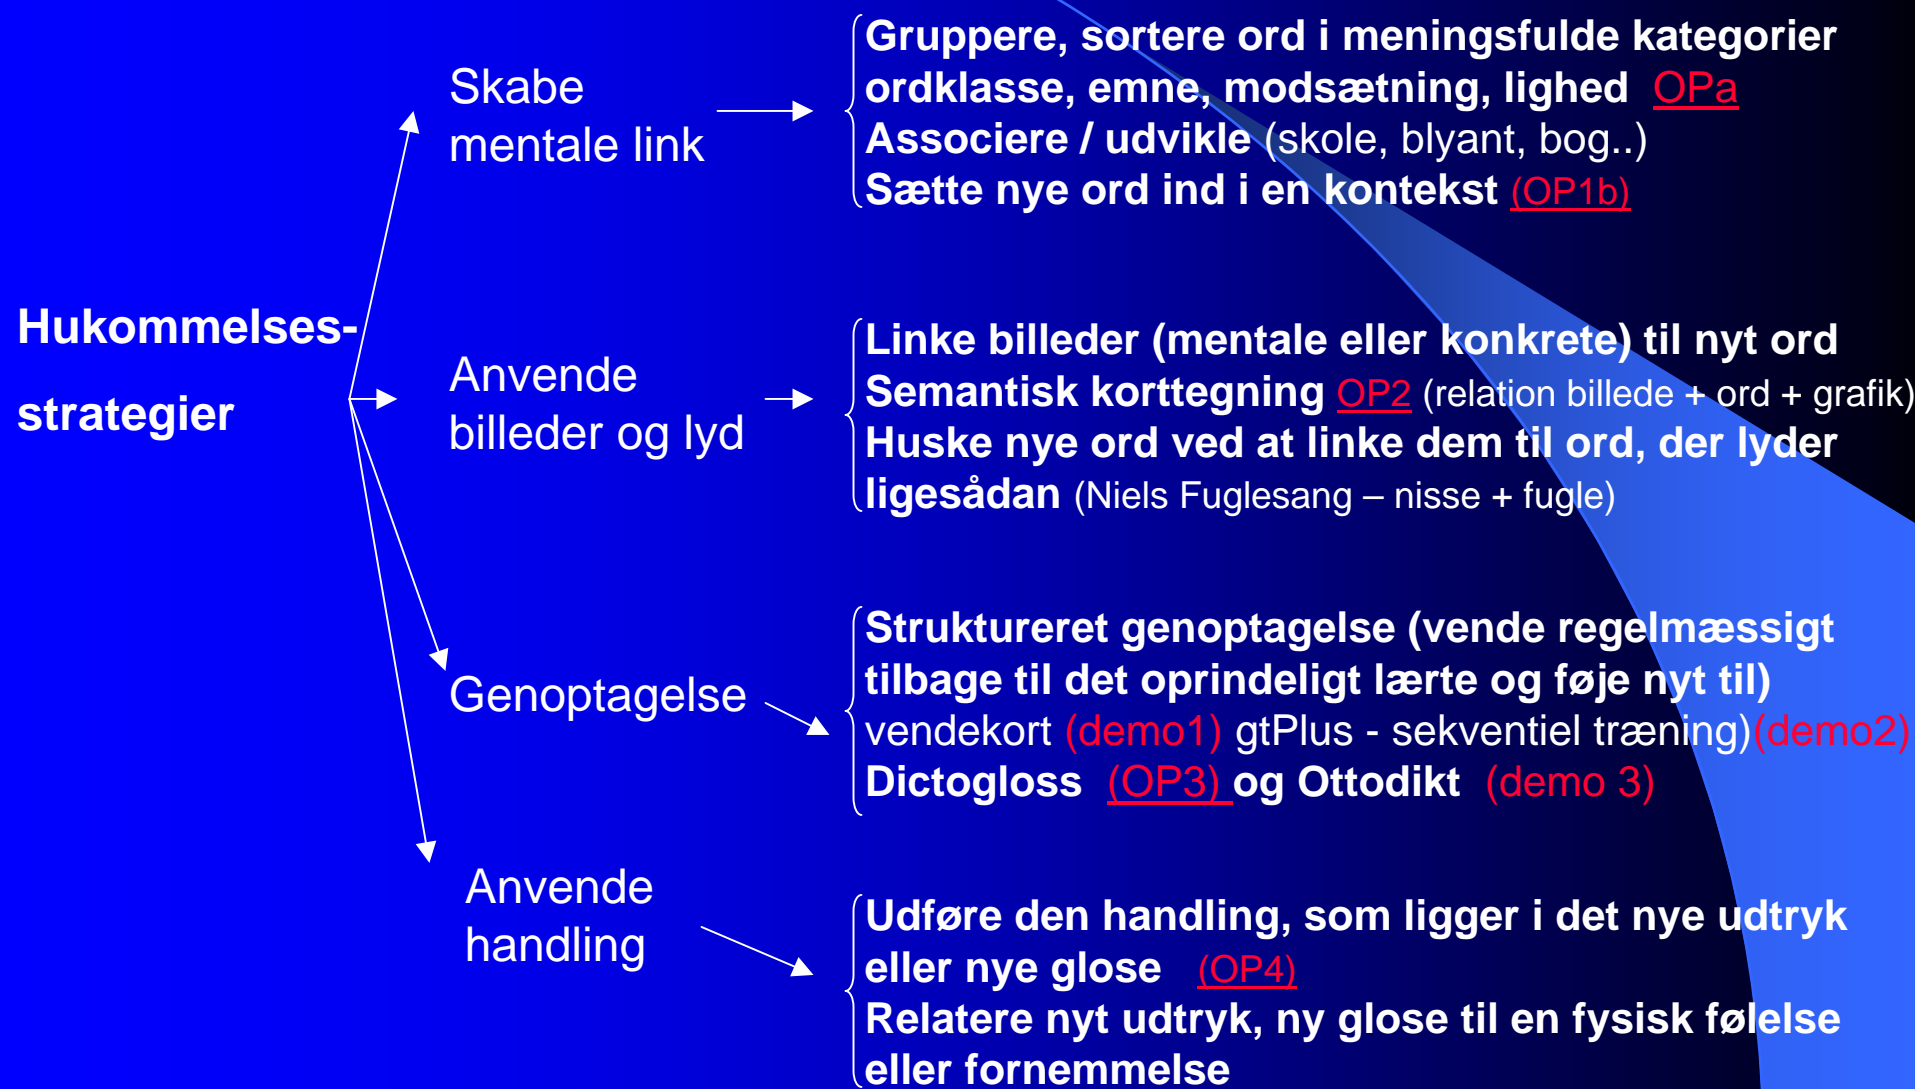 Hukommelses-
strategier
Skabe
mentale link
Gruppere, sortere ord i meningsfulde kategorier
ordklasse, emne, modsætning, lighed OPa
Associere / udvikle (skole, blyant, bog..)
Sætte nye ord ind i en kontekst (OP1b)
Anvende
billeder og lyd
Linke billeder (mentale eller konkrete) til nyt ord
Semantisk korttegning OP2 (relation billede + ord + grafik)
Huske nye ord ved at linke dem til ord, der lyder
ligesådan (Niels Fuglesang – nisse + fugle)
Genoptagelse
Struktureret genoptagelse (vende regelmæssigt
tilbage til det oprindeligt lærte og føje nyt til)
vendekort (demo1) gtPlus - sekventiel træning)(demo2)
Dictogloss (OP3) og Ottodikt (demo 3)
Anvende
handling
Udføre den handling, som ligger i det nye udtryk
eller nye glose (OP4)
Relatere nyt udtryk, ny glose til en fysisk følelse
eller fornemmelse